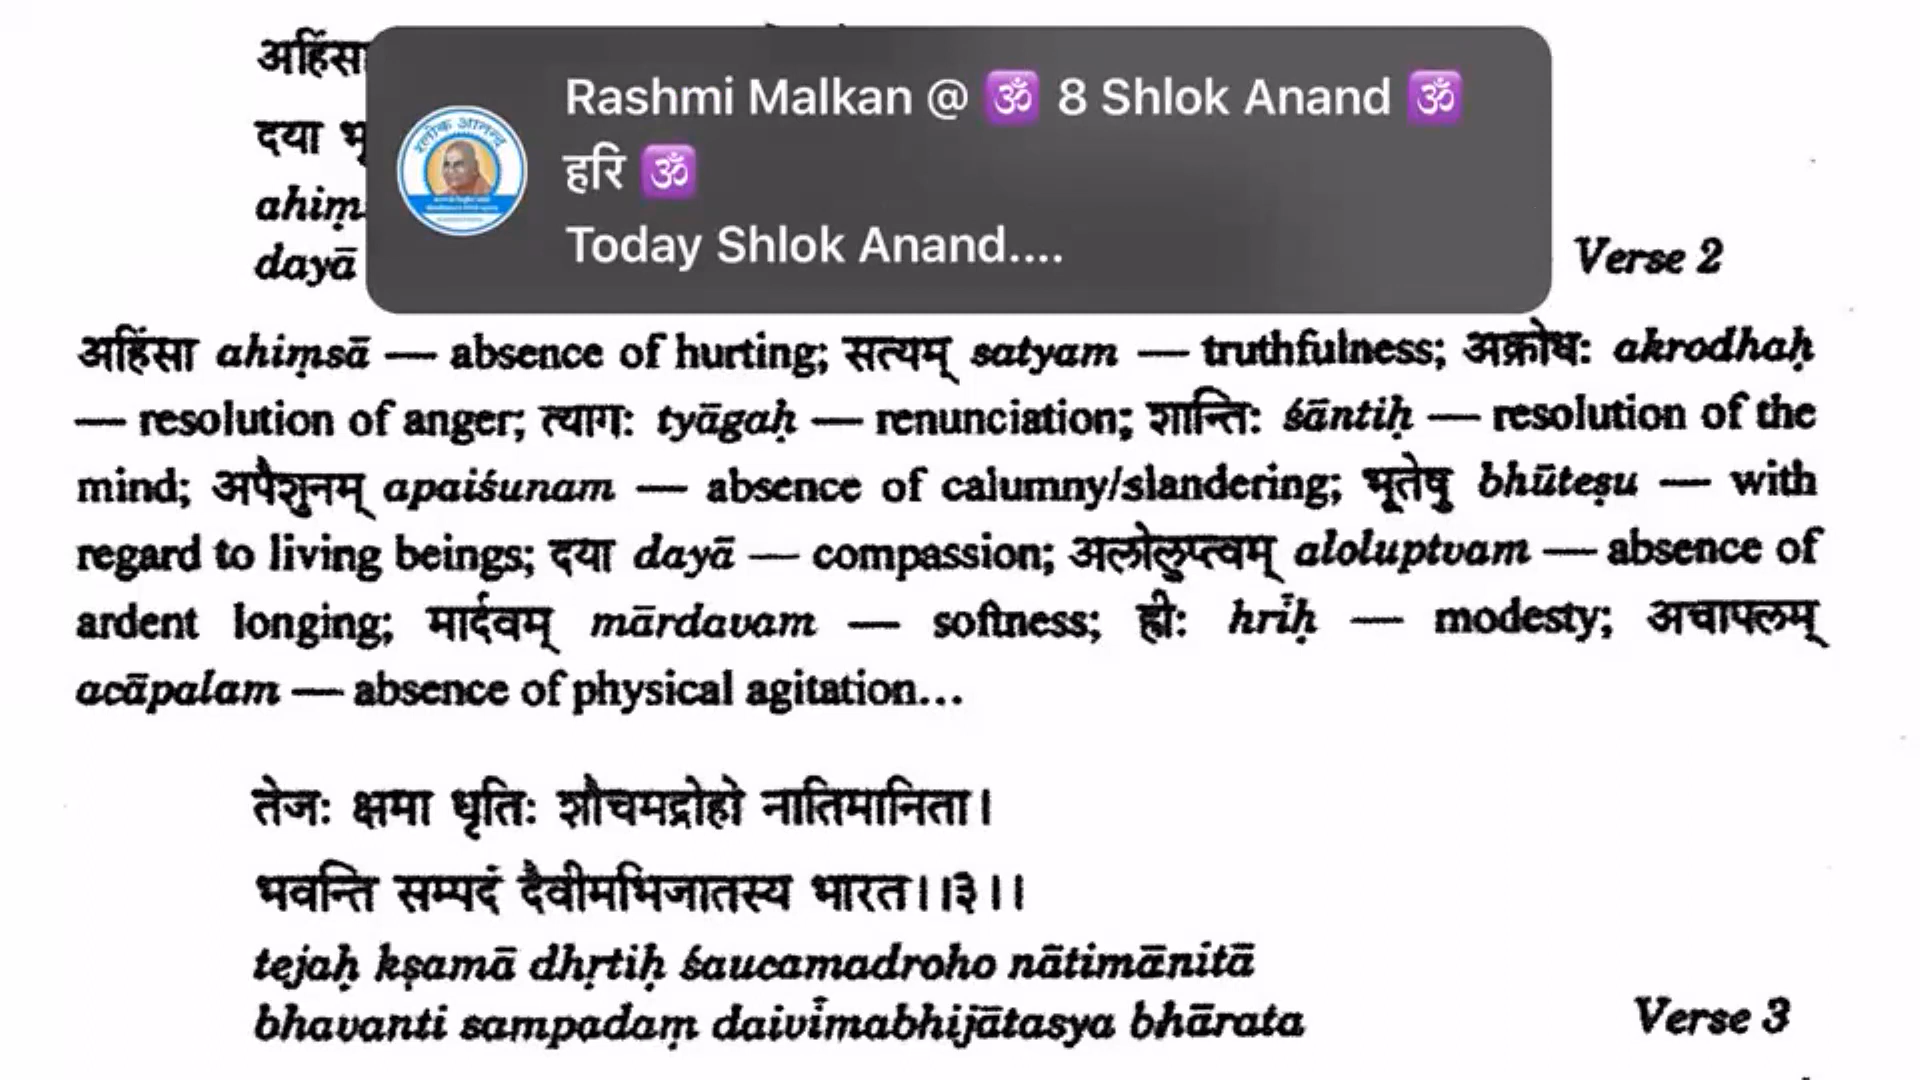 अहिंसा
Rashmi Malkan @ 🕉 8 Shlok Anand 🕉
दया
हरि 🕉
श्लोक आनन्द
ahiṃ
Today Shlok Anand....
dayā
Verse 2
अहिंसा ahiṃsā — absence of hurting; सत्यम् satyam — truthfulness; अक्रोधः akrodhaḥ
— resolution of anger; त्यागः tyāgaḥ — renunciation; शान्तिः śāntiḥ — resolution of the
mind; अपैशुनम् apaiśunam — absence of calumny/slandering; भूतेषु bhūteṣu — with
regard to living beings; दया dayā — compassion; अलोलुप्त्वम् aloluptvam — absence of
ardent longing; मार्दवम् mārdavam — softness; ह्रीः hrīḥ — modesty; अचापलम्
acāpalam — absence of physical agitation...
तेजः क्षमा धृतिः शौचमद्रोहो नातिमानिता।
भवन्ति सम्पदं दैवीमभिजातस्य भारत।।३।।
tejaḥ kṣamā dhṛtiḥ śaucamadroho nātimānitā
bhavanti sampadaṃ daivīmabhijātasya bhārata
Verse 3